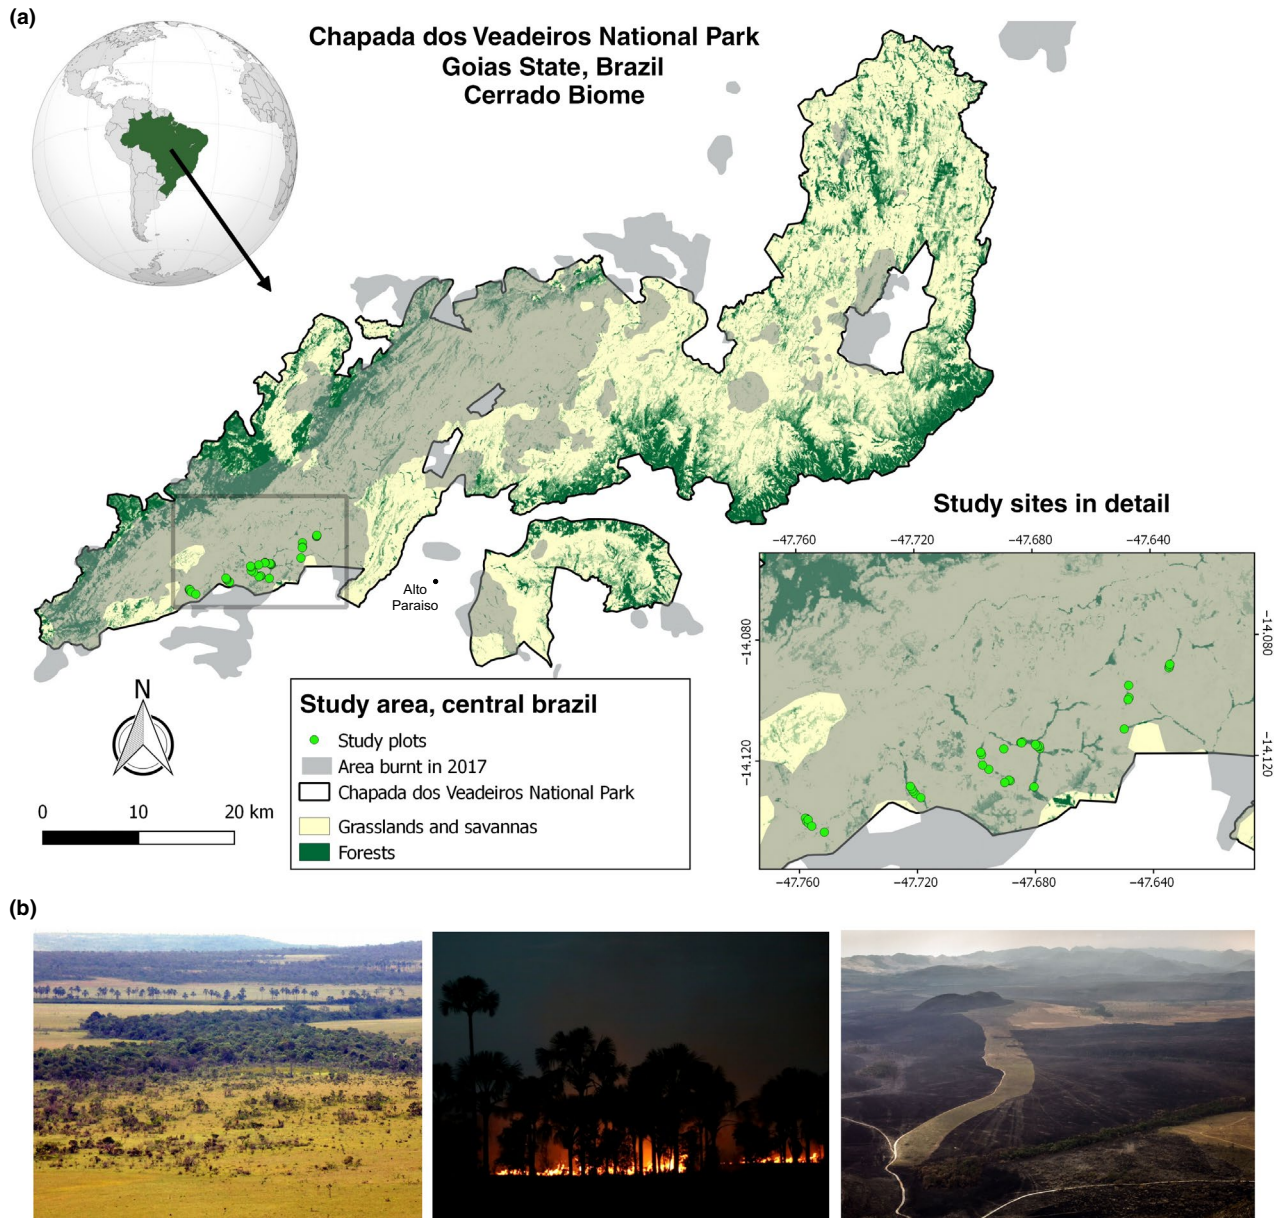 (a)
Chapada dos Veadeiros National Park
Goias State, Brazil
Cerrado Biome
Alto
Paraiso
N
0 10 20 km
Study area, central brazil
Study plots
Area burnt in 2017
Chapada dos Veadeiros National Park
Grasslands and savannas
Forests
Study sites in detail
−47.760 −47.720 −47.680 −47.640
−14.080 −14.080
−14.120 −14.120
−47.760 −47.720 −47.680 −47.640
(b)